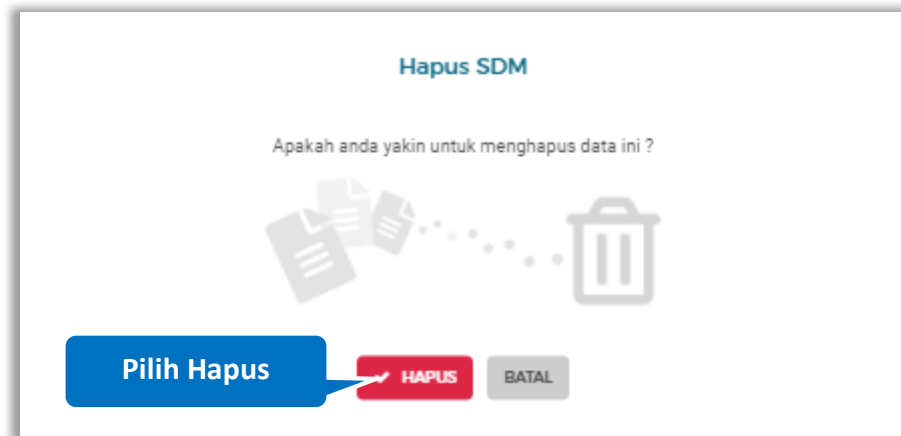 Hapus SDM
Apakah anda yakin untuk menghapus data ini ?
Pilih Hapus
HAPUS
BATAL